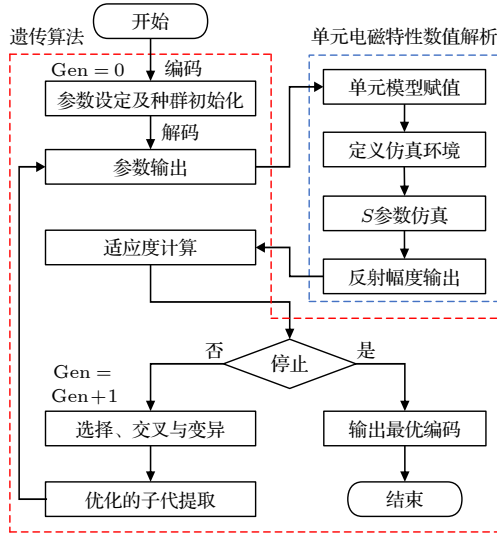 开始
遗传算法
单元电磁特性数值解析
Gen = 0
编码
参数设定及种群初始化
解码
参数输出
单元模型赋值
定义仿真环境
S参数仿真
反射幅度输出
适应度计算
停止
否
是
Gen =
Gen+1
选择、交叉与变异
优化的子代提取
输出最优编码
结束